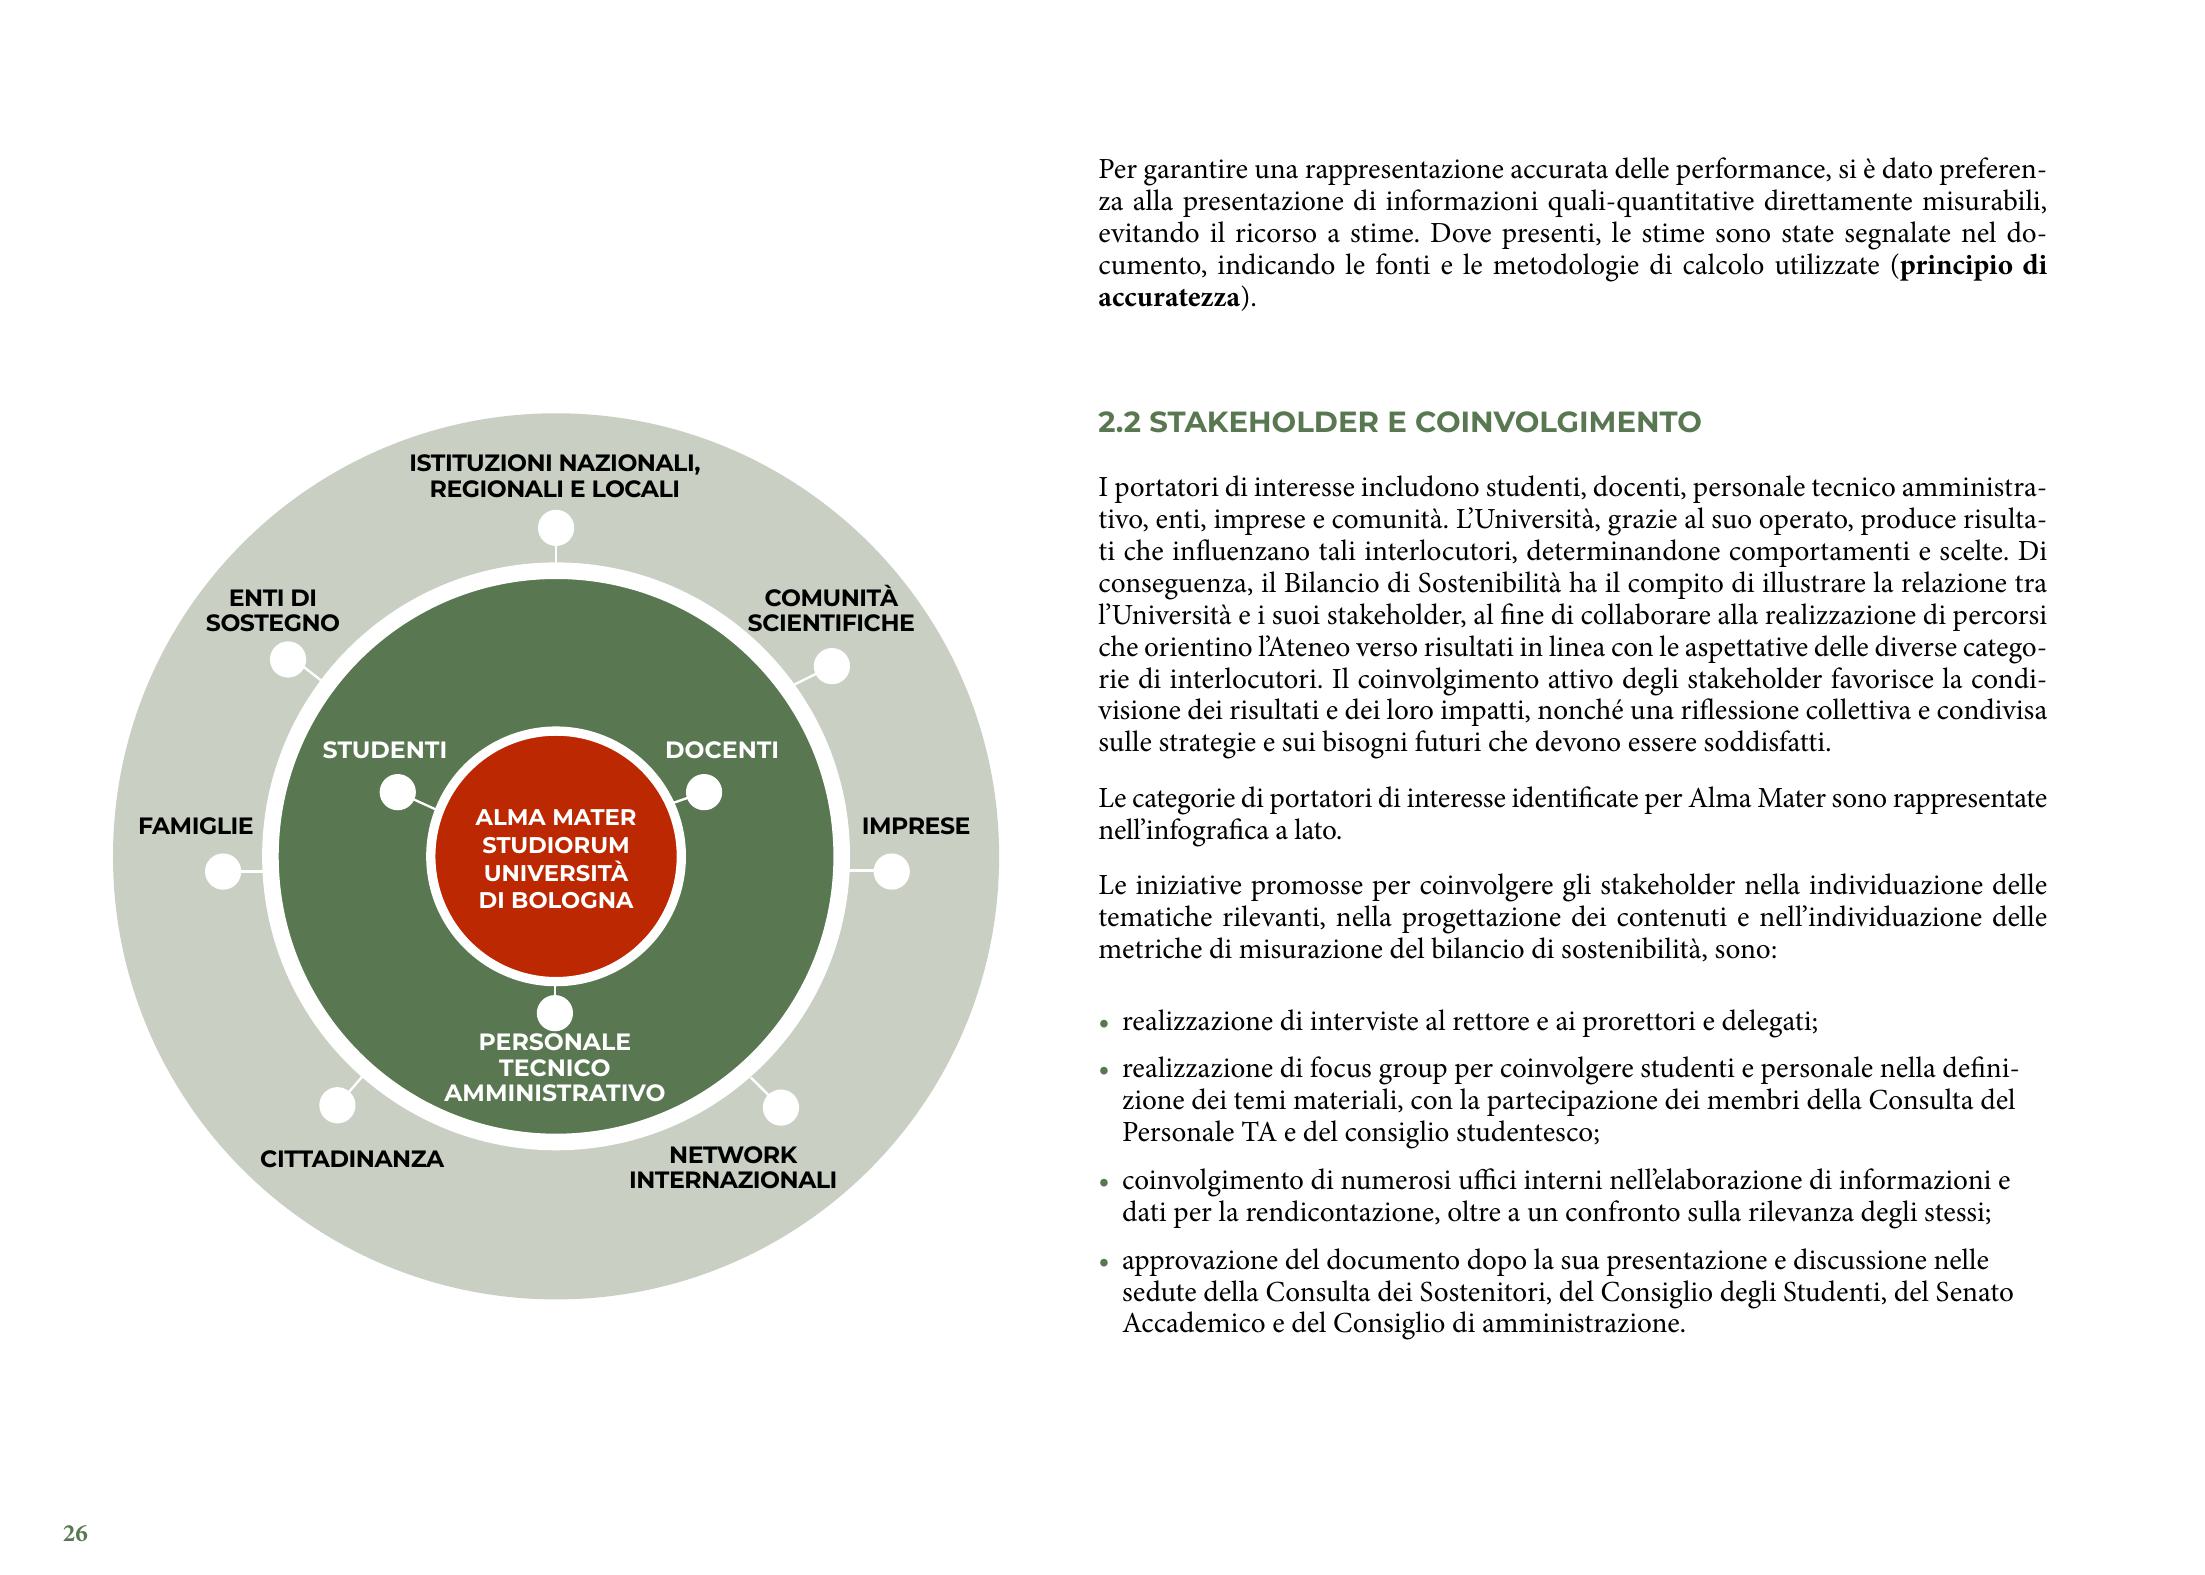 Per garantire una rappresentazione accurata delle performance, si è dato preferen-
za alla presentazione di informazioni quali-quantitative direttamente misurabili,
evitando il ricorso a stime. Dove presenti, le stime sono state segnalate nel do-
cumento, indicando le fonti e le metodologie di calcolo utilizzate (principio di
accuratezza).
ISTITUZIONI NAZIONALI,
REGIONALI E LOCALI
ENTI DI
SOSTEGNO
COMUNITÀ
SCIENTIFICHE
STUDENTI
DOCENTI
FAMIGLIE
IMPRESE
ALMA MATER
STUDIORUM
UNIVERSITÀ
DI BOLOGNA
PERSONALE
TECNICO
AMMINISTRATIVO
CITTADINANZA
NETWORK
INTERNAZIONALI
2.2 STAKEHOLDER E COINVOLGIMENTO
I portatori di interesse includono studenti, docenti, personale tecnico amministra-
tivo, enti, imprese e comunità. L’Università, grazie al suo operato, produce risulta-
ti che influenzano tali interlocutori, determinandone comportamenti e scelte. Di
conseguenza, il Bilancio di Sostenibilità ha il compito di illustrare la relazione tra
l’Università e i suoi stakeholder, al fine di collaborare alla realizzazione di percorsi
che orientino l’Ateneo verso risultati in linea con le aspettative delle diverse catego-
rie di interlocutori. Il coinvolgimento attivo degli stakeholder favorisce la condi-
visione dei risultati e dei loro impatti, nonché una riflessione collettiva e condivisa
sulle strategie e sui bisogni futuri che devono essere soddisfatti.
Le categorie di portatori di interesse identificate per Alma Mater sono rappresentate
nell’infografica a lato.
Le iniziative promosse per coinvolgere gli stakeholder nella individuazione delle
tematiche rilevanti, nella progettazione dei contenuti e nell’individuazione delle
metriche di misurazione del bilancio di sostenibilità, sono:
• realizzazione di interviste al rettore e ai prorettori e delegati;
• realizzazione di focus group per coinvolgere studenti e personale nella defini-
zione dei temi materiali, con la partecipazione dei membri della Consulta del
Personale TA e del consiglio studentesco;
• coinvolgimento di numerosi uffici interni nell’elaborazione di informazioni e
dati per la rendicontazione, oltre a un confronto sulla rilevanza degli stessi;
• approvazione del documento dopo la sua presentazione e discussione nelle
sedute della Consulta dei Sostenitori, del Consiglio degli Studenti, del Senato
Accademico e del Consiglio di amministrazione.
26